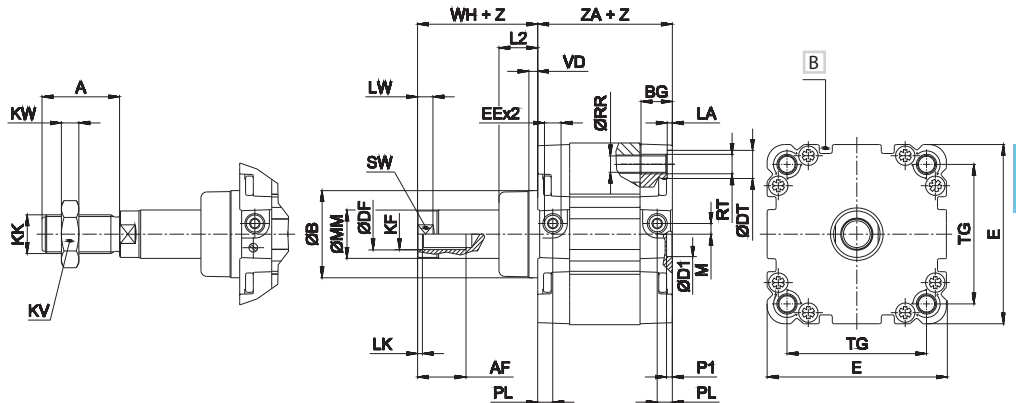 WH + Z
ZA + Z
L2
A
VD
B
LW
BG
KW
EEx2
ØRR
LA
SW
KK
ØB
ØMM
ØDF
KF
RT
ØDT
TG
E
ØD1
M
KV
LK
AF
P1
TG
PL
PL
E